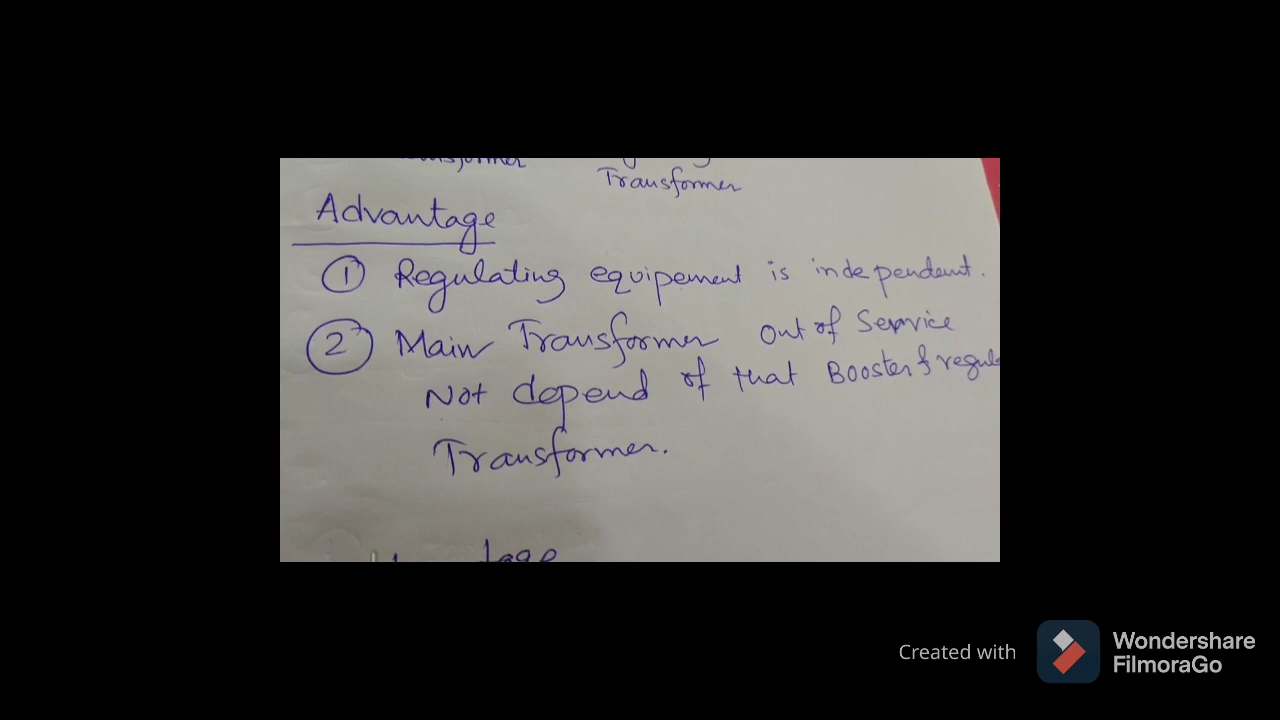 Transformer
Advantage
① Regulating equipement is independent.
② Main Transformer out of Service
Not depend of that Booster &
Transformer.
Created with
Wondershare
FilmoraGo